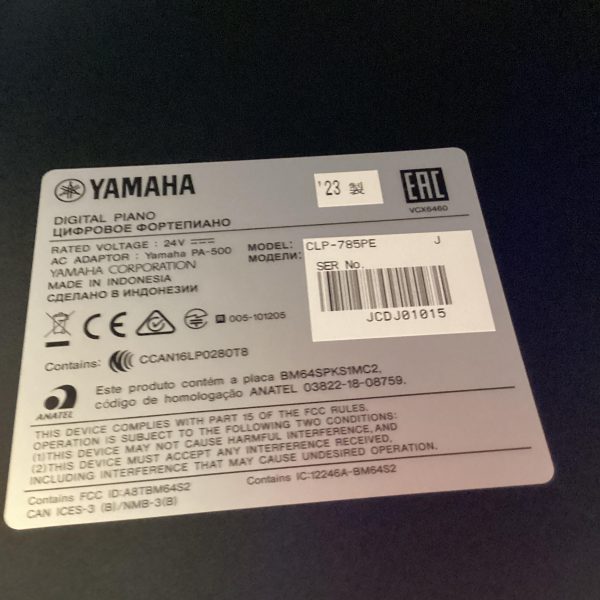 YAMAHA
'23 製
EAC
VCX6460
DIGITAL PIANO
ЦИФРОВОЕ ФОРТЕПИАНО
RATED VOLTAGE : 24V
AC ADAPTOR : Yamaha PA-500
YAMAHA CORPORATION
MADE IN INDONESIA
СДЕЛАНО В ИНДОНЕЗИИ
MODEL: CLP-785PE J
МОДЕЛИ:
SER No.
JCDJ01015
CE
R 005-101205
Contains: CCAN16LP0280T8
ANATEL
Este produto contém a placa BM64SPKS1MC2,
código de homologação ANATEL 03822-18-08759.
THIS DEVICE COMPLIES WITH PART 15 OF THE FCC RULES.
OPERATION IS SUBJECT TO THE FOLLOWING TWO CONDITIONS:
(1)THIS DEVICE MAY NOT CAUSE HARMFUL INTERFERENCE, AND
(2)THIS DEVICE MUST ACCEPT ANY INTERFERENCE RECEIVED,
INCLUDING INTERFERENCE THAT MAY CAUSE UNDESIRED OPERATION.
Contains FCC ID:A8TBM64S2 Contains IC:12246A-BM64S2
CAN ICES-3 (B)/NMB-3(B)